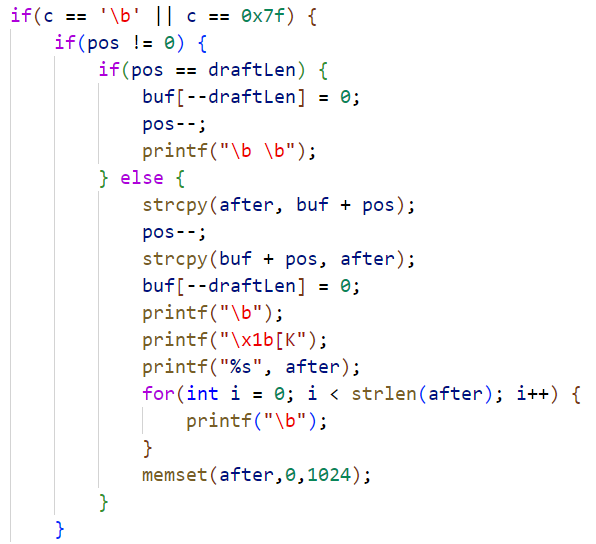 if(c == '\b' || c == 0x7f) {
    if(pos != 0) {
        if(pos == draftLen) {
            buf[--draftLen] = 0;
            pos--;
            printf("\b \b");
        } else {
            strcpy(after, buf + pos);
            pos--;
            strcpy(buf + pos, after);
            buf[--draftLen] = 0;
            printf("\b");
            printf("\x1b[K");
            printf("%s", after);
            for(int i = 0; i < strlen(after); i++) {
                printf("\b");
            }
            memset(after,0,1024);
        }
    }